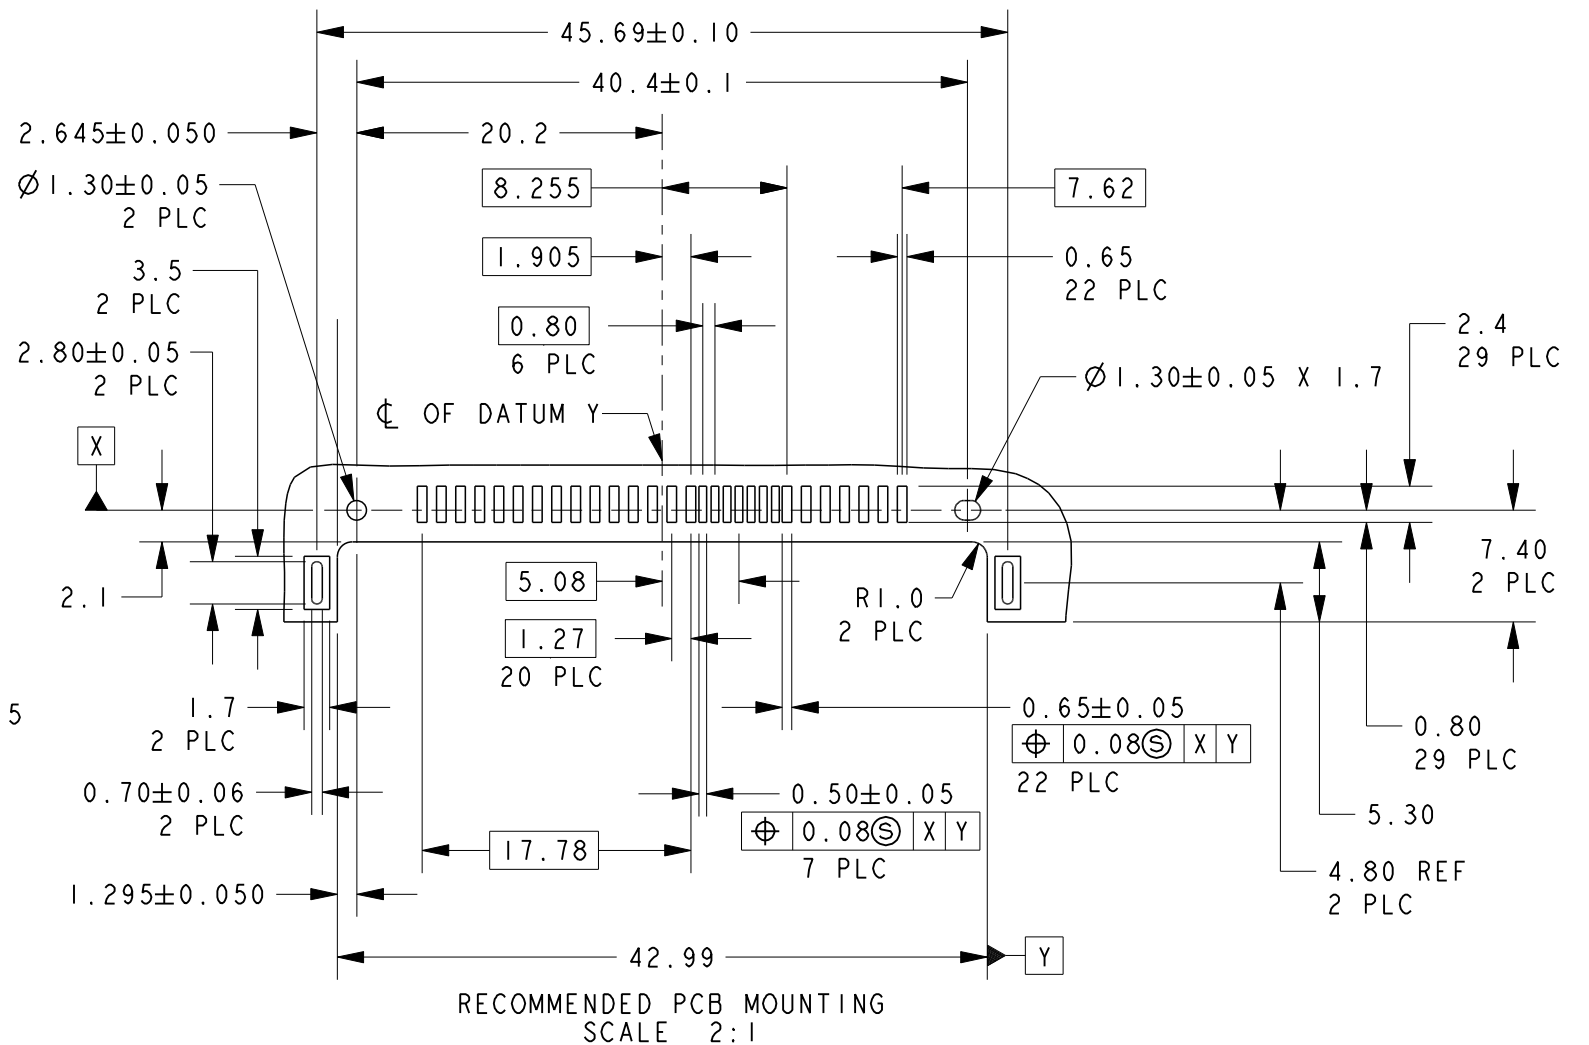 45.69±0.10
40.4±0.1
2.645±0.050
20.2
Ø1.30±0.05
2 PLC
8.255
7.62
1.905
0.65
22 PLC
3.5
2 PLC
0.80
6 PLC
2.4
29 PLC
2.80±0.05
2 PLC
Ø1.30±0.05 X 1.7
℄ OF DATUM Y
X
7.40
2 PLC
2.1
5.08
R1.0
2 PLC
1.27
20 PLC
5
1.7
2 PLC
0.65±0.05
⌖ 0.08Ⓢ X Y
22 PLC
0.80
29 PLC
0.70±0.06
2 PLC
0.50±0.05
⌖ 0.08Ⓢ X Y
7 PLC
5.30
17.78
4.80 REF
2 PLC
1.295±0.050
42.99
Y
RECOMMENDED PCB MOUNTING
SCALE 2:1